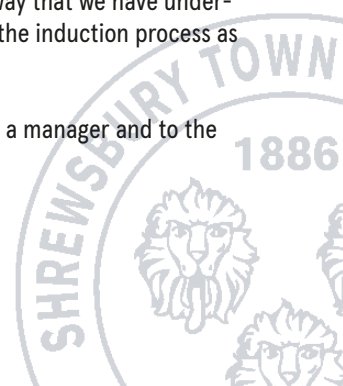 way that we have under-
the induction process as
a manager and to the
SHREWSBURY TOWN
1886